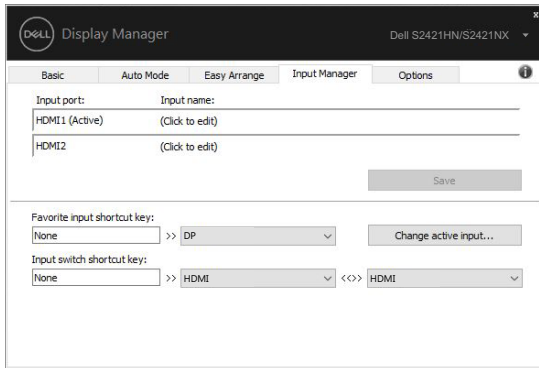 DELL Display Manager Dell S2421HN/S2421NX
x
Basic Auto Mode Easy Arrange Input Manager Options
Input port: Input name:
HDMI1 (Active) (Click to edit)
HDMI2 (Click to edit)
Save
Favorite input shortcut key:
None >> DP Change active input...
Input switch shortcut key:
None >> HDMI <<>> HDMI